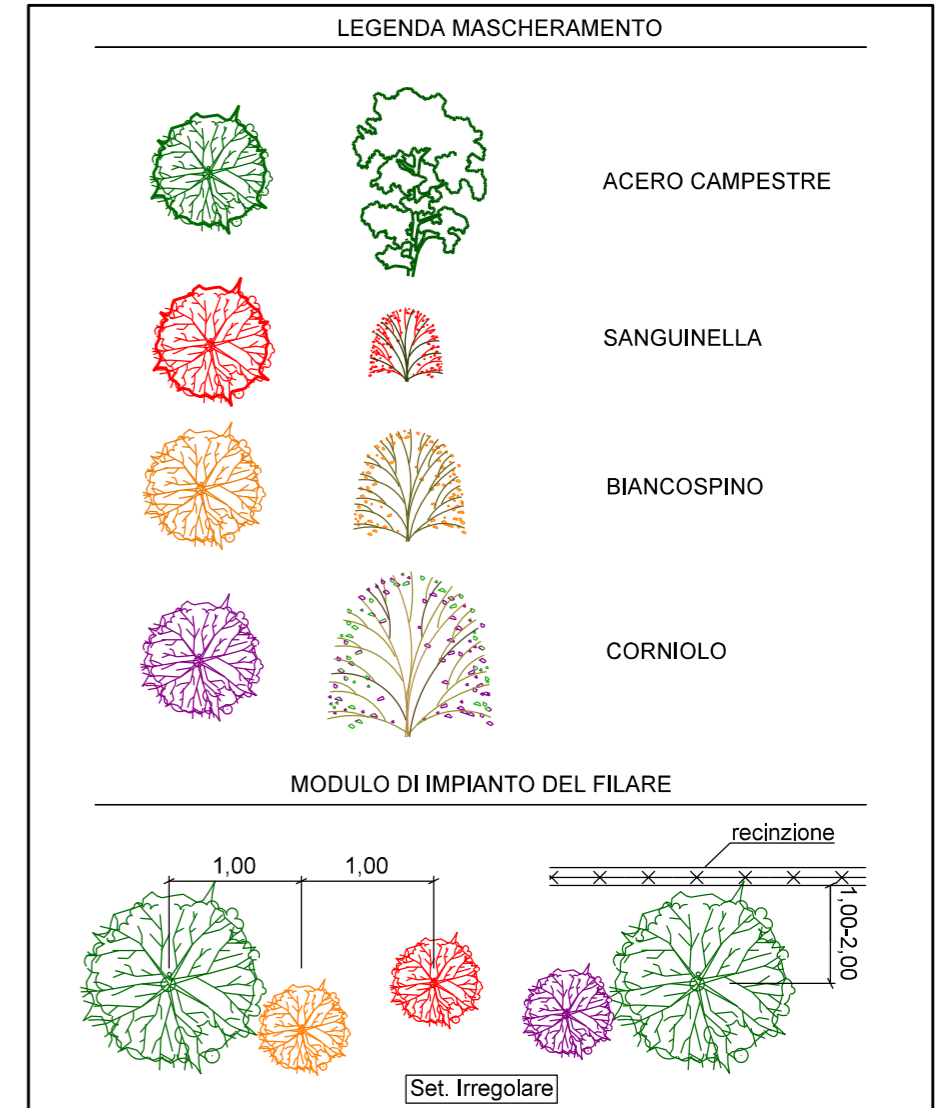 LEGENDA MASCHERAMENTO
ACERO CAMPESTRE
SANGUINELLA
BIANCOSPINO
CORNIOLO
MODULO DI IMPIANTO DEL FILARE
recinzione
1,00
1,00
1,00-2,00
Set. Irregolare